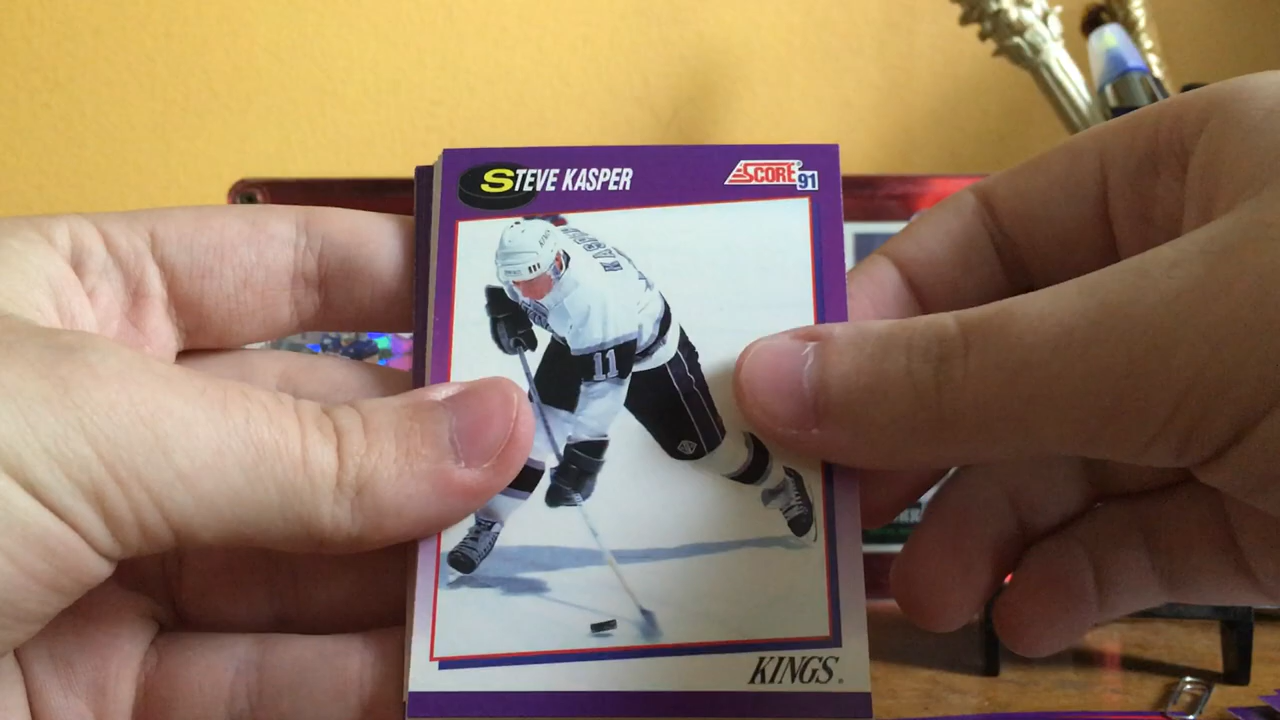 STEVE KASPER
SCORE 91
KASPER
11
KINGS.